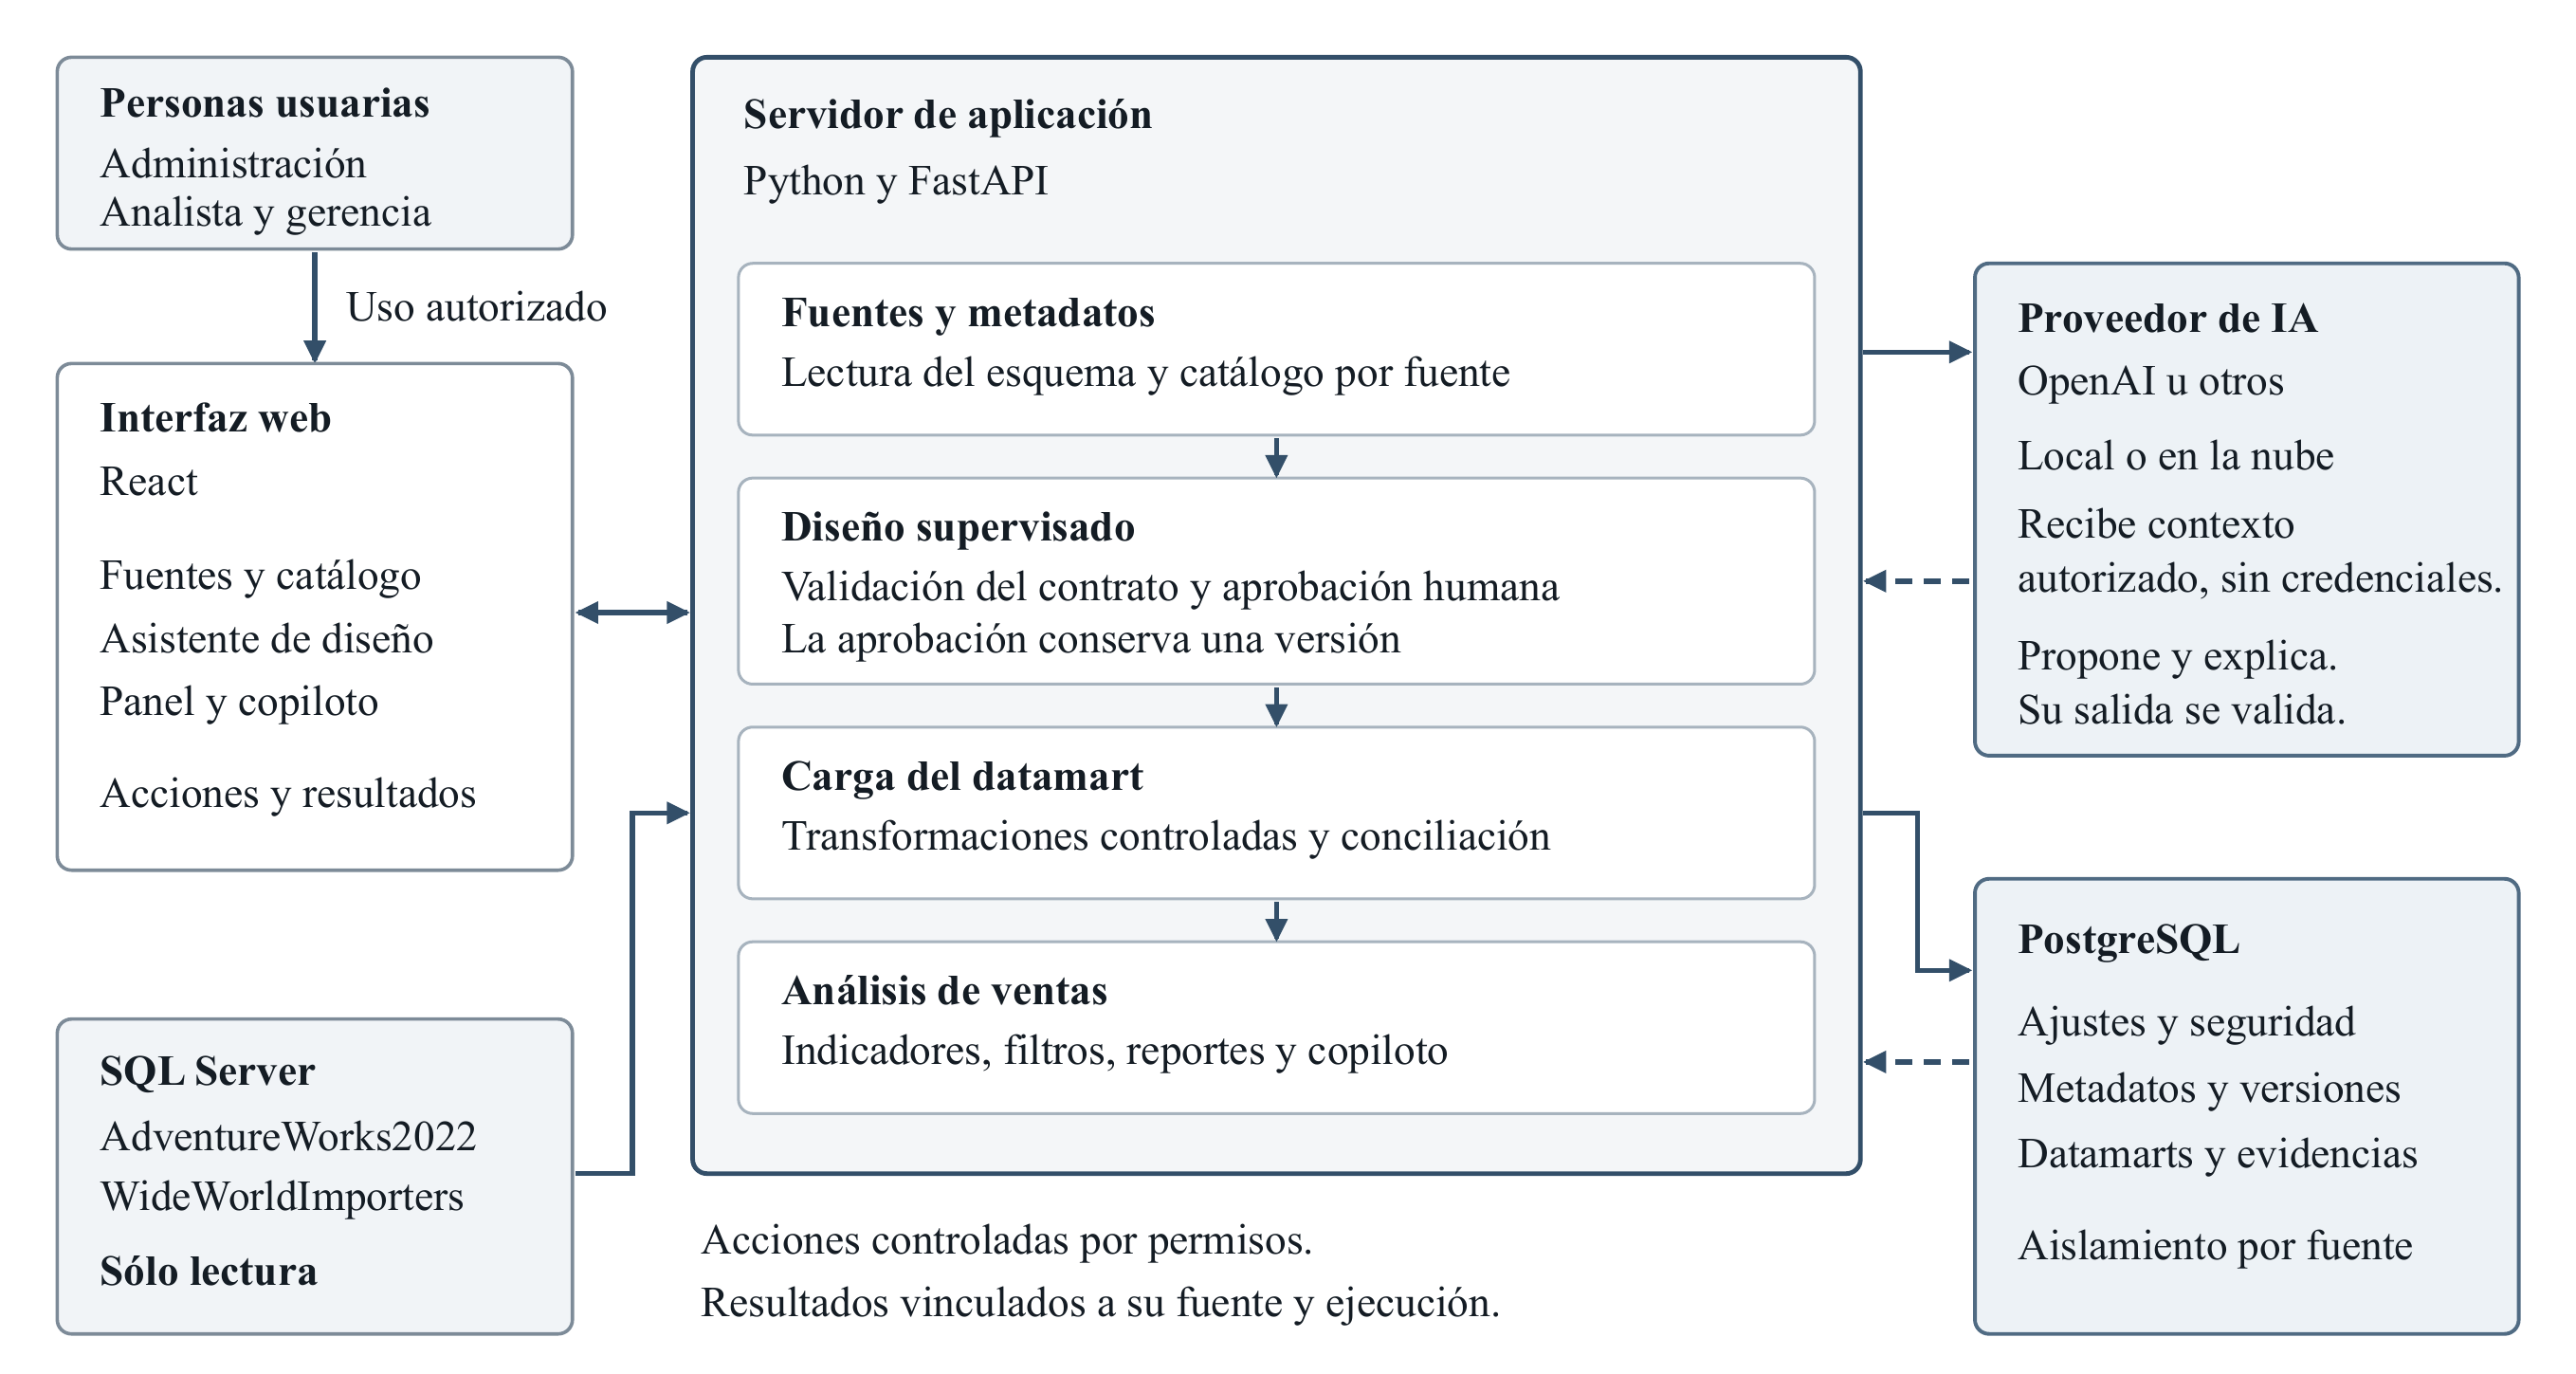 Personas usuarias
Administración
Analista y gerencia
Uso autorizado
Interfaz web
React
Fuentes y catálogo
Asistente de diseño
Panel y copiloto
Acciones y resultados
SQL Server
AdventureWorks2022
WideWorldImporters
Sólo lectura
Servidor de aplicación
Python y FastAPI
Fuentes y metadatos
Lectura del esquema y catálogo por fuente
Diseño supervisado
Validación del contrato y aprobación humana
La aprobación conserva una versión
Carga del datamart
Transformaciones controladas y conciliación
Análisis de ventas
Indicadores, filtros, reportes y copiloto
Acciones controladas por permisos.
Resultados vinculados a su fuente y ejecución.
Proveedor de IA
OpenAI u otros
Local o en la nube
Recibe contexto
autorizado, sin credenciales.
Propone y explica.
Su salida se valida.
PostgreSQL
Ajustes y seguridad
Metadatos y versiones
Datamarts y evidencias
Aislamiento por fuente